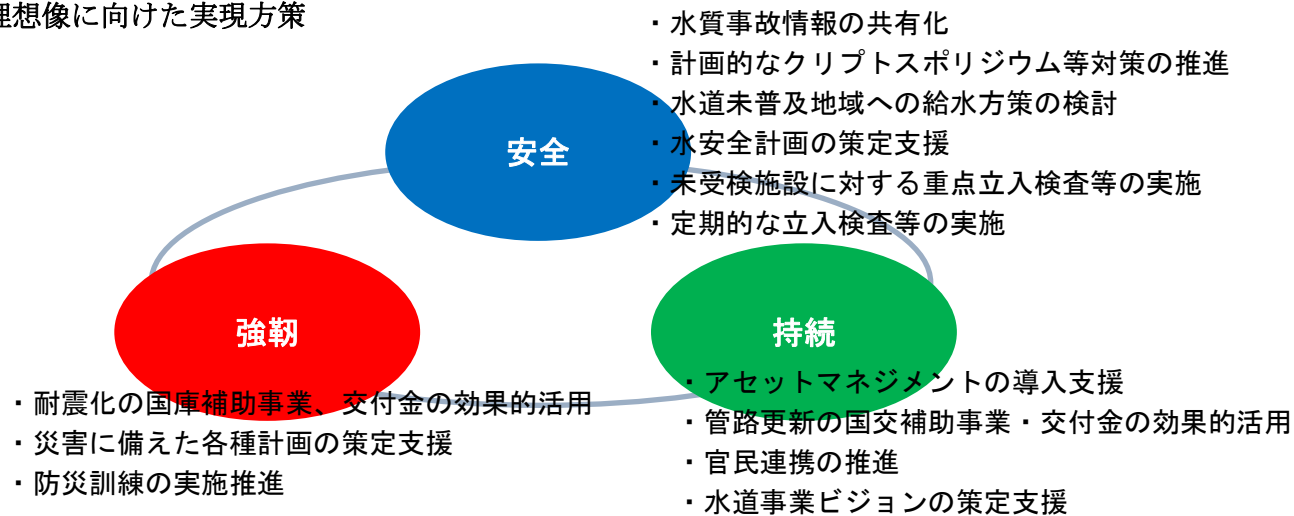 理想像に向けた実現方策
・水質事故情報の共有化
・計画的なクリプトスポリジウム等対策の推進
・水道未普及地域への給水方策の検討
・水安全計画の策定支援
・未受検施設に対する重点立入検査等の実施
・定期的な立入検査等の実施
安全
強靭
・耐震化の国庫補助事業、交付金の効果的活用
・災害に備えた各種計画の策定支援
・防災訓練の実施推進
持続
・アセットマネジメントの導入支援
・管路更新の国交補助事業・交付金の効果的活用
・官民連携の推進
・水道事業ビジョンの策定支援